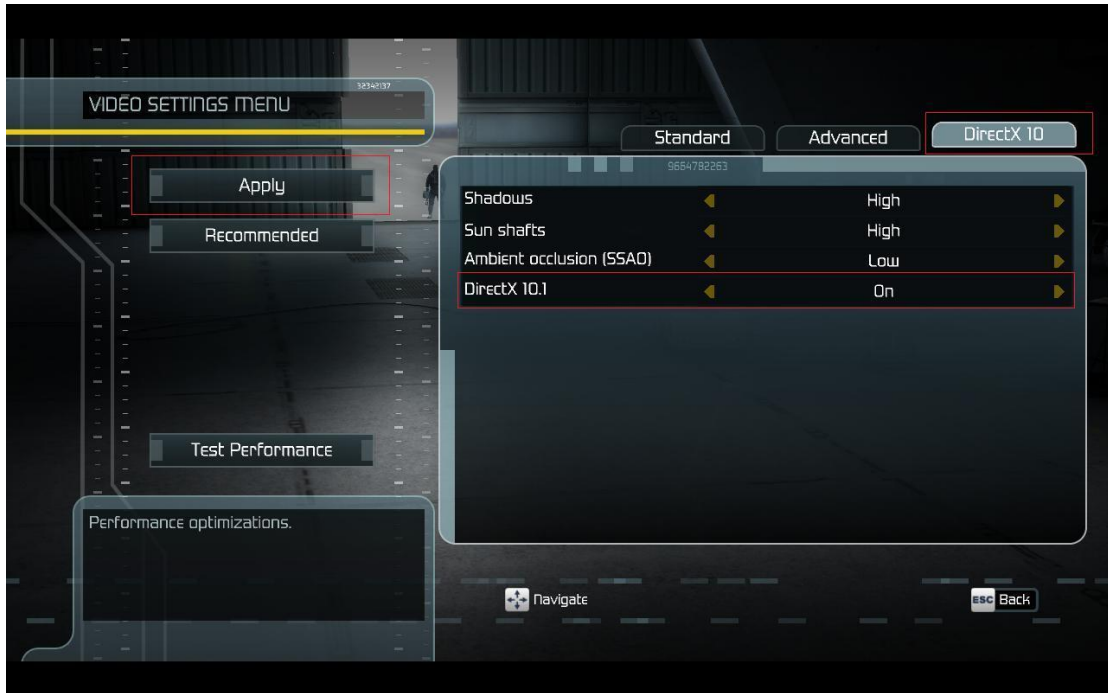 32342137
VIDEO SETTINGS MENU
Standard
Advanced
DirectX 10
9664792263
Apply
Recommended
Test Performance
Shadows High
Sun shafts High
Ambient occlusion (SSAO) Low
DirectX 10.1 On
Performance optimizations.
Navigate
ESC Back